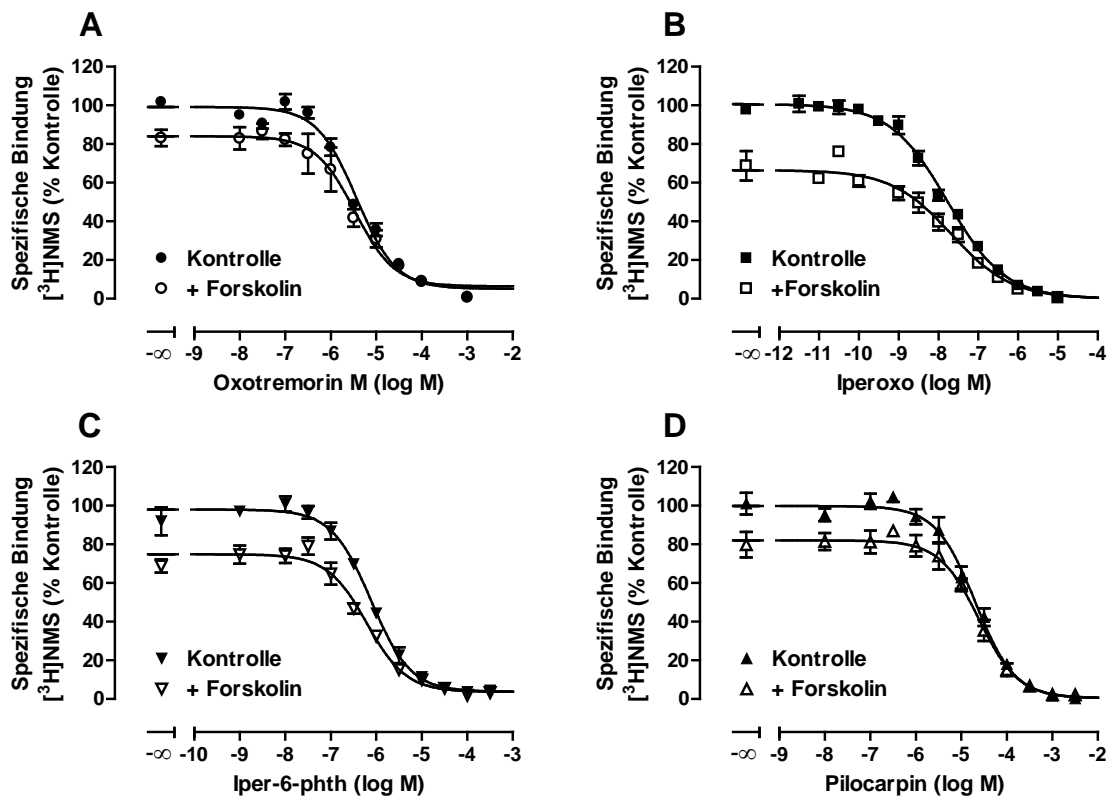 A
Spezifische Bindung
[³H]NMS (% Kontrolle)
120
100
80
60
40
20
0
Kontrolle
+ Forskolin
-∞ -9 -8 -7 -6 -5 -4 -3 -2
Oxotremorin M (log M)
B
Spezifische Bindung
[³H]NMS (% Kontrolle)
120
100
80
60
40
20
0
Kontrolle
+Forskolin
-∞ -12 -11 -10 -9 -8 -7 -6 -5 -4
Iperoxo (log M)
C
Spezifische Bindung
[³H]NMS (% Kontrolle)
120
100
80
60
40
20
0
Kontrolle
+ Forskolin
-∞ -10 -9 -8 -7 -6 -5 -4 -3
Iper-6-phth (log M)
D
Spezifische Bindung
[³H]NMS (% Kontrolle)
120
100
80
60
40
20
0
Kontrolle
+ Forskolin
-∞ -9 -8 -7 -6 -5 -4 -3 -2
Pilocarpin (log M)